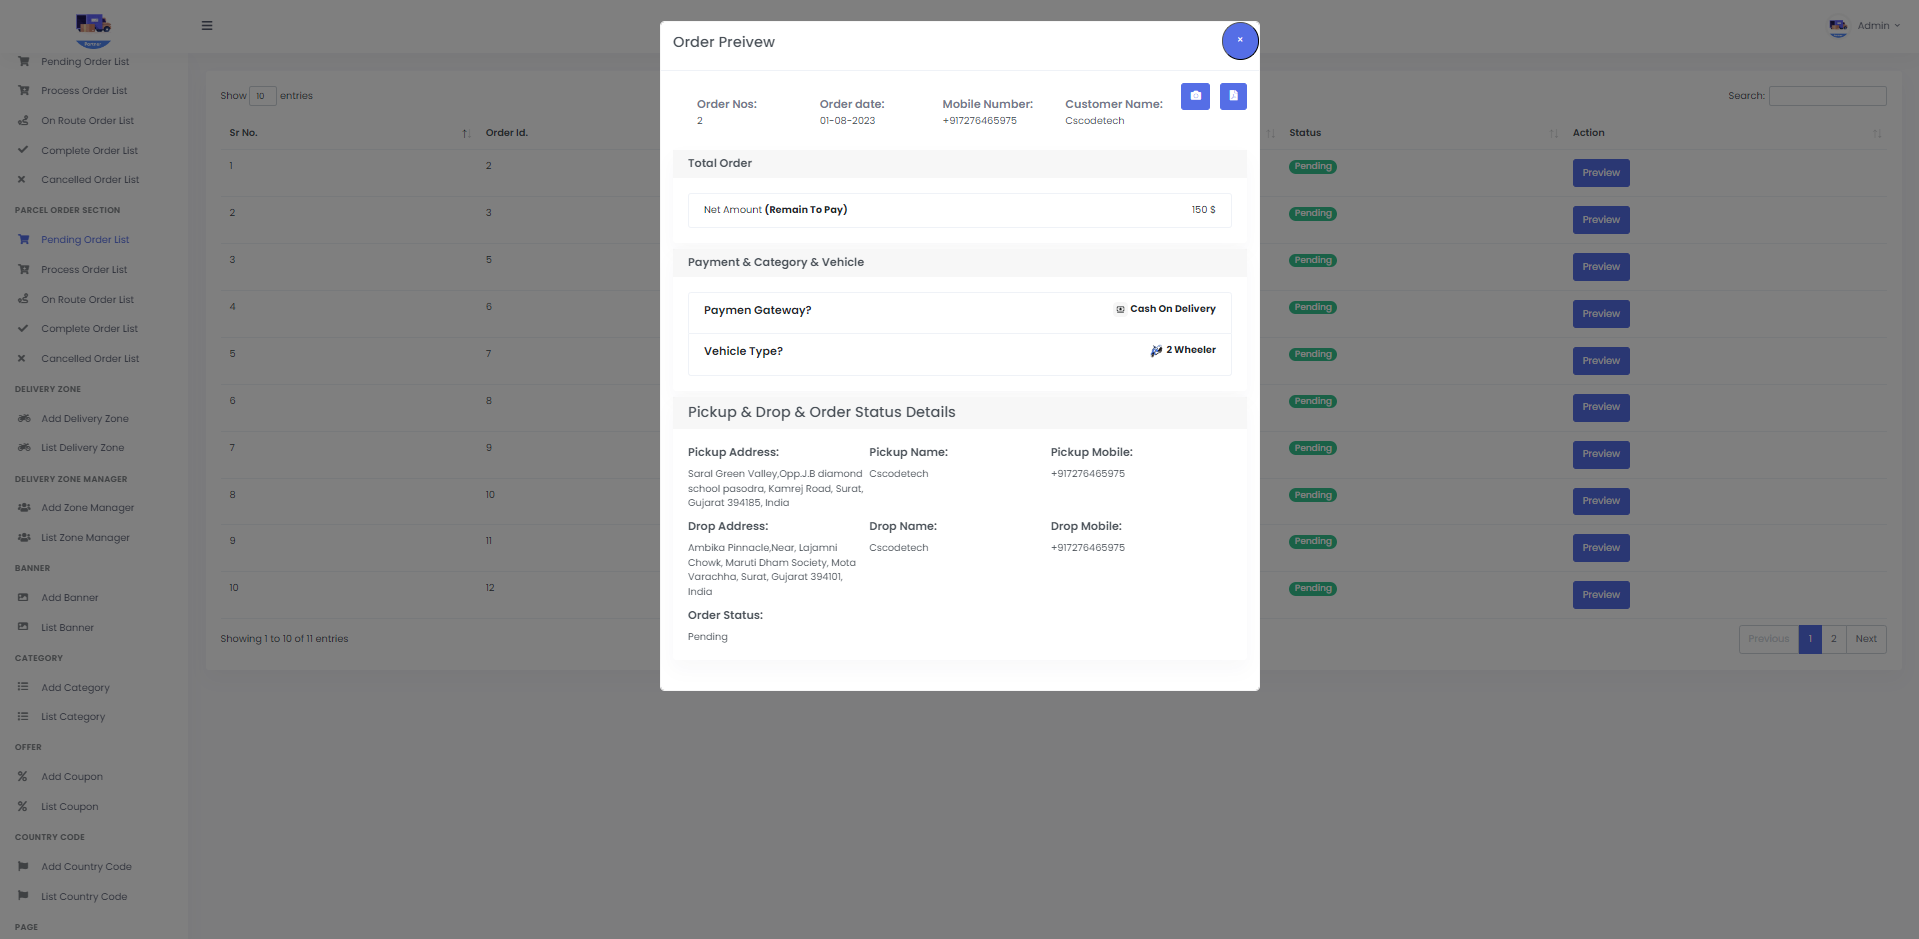 Partner
Admin
Pending Order List
Process Order List
On Route Order List
Complete Order List
Cancelled Order List
PARCEL ORDER SECTION
Pending Order List
Process Order List
On Route Order List
Complete Order List
Cancelled Order List
DELIVERY ZONE
Add Delivery Zone
List Delivery Zone
DELIVERY ZONE MANAGER
Add Zone Manager
List Zone Manager
BANNER
Add Banner
List Banner
CATEGORY
Add Category
List Category
OFFER
Add Coupon
List Coupon
COUNTRY CODE
Add Country Code
List Country Code
PAGE
Show 10 entries
Search:
Sr No. Order Id. Status Action
1 2 Pending Preview
2 3 Pending Preview
3 5 Pending Preview
4 6 Pending Preview
5 7 Pending Preview
6 8 Pending Preview
7 9 Pending Preview
8 10 Pending Preview
9 11 Pending Preview
10 12 Pending Preview
Showing 1 to 10 of 11 entries
Previous 1 2 Next
Order Preivew
×
Order Nos: Order date: Mobile Number: Customer Name:
2 01-08-2023 +917276465975 Cscodetech
Total Order
Net Amount (Remain To Pay) 150 $
Payment & Category & Vehicle
Paymen Gateway? Cash On Delivery
Vehicle Type? 2 Wheeler
Pickup & Drop & Order Status Details
Pickup Address: Pickup Name: Pickup Mobile:
Saral Green Valley,Opp.J.B diamond Cscodetech +917276465975
school pasodra, Kamrej Road, Surat,
Gujarat 394185, India
Drop Address: Drop Name: Drop Mobile:
Ambika Pinnacle,Near, Lajamni Cscodetech +917276465975
Chowk, Maruti Dham Society, Mota
Varachha, Surat, Gujarat 394101,
India
Order Status:
Pending